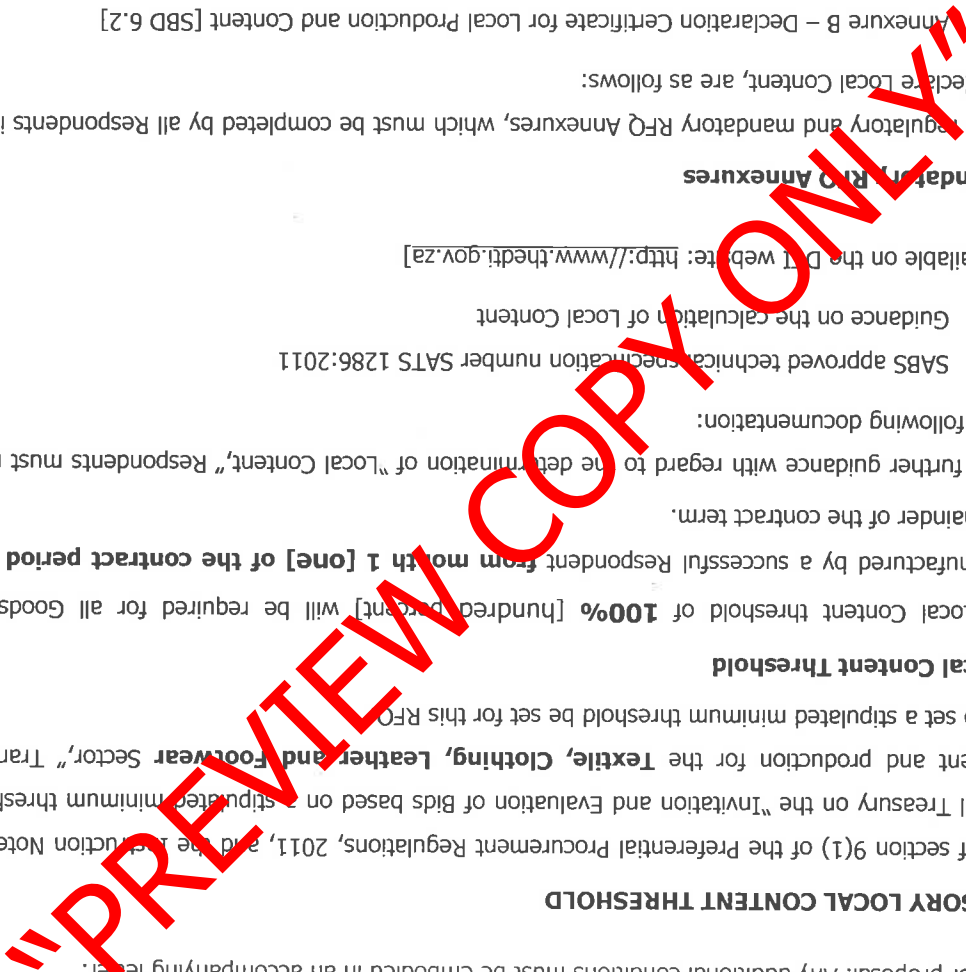 r proposal. Any additional conditions must be embodied in an accompanying letter.
SORY LOCAL CONTENT THRESHOLD
f section 9(1) of the Preferential Procurement Regulations, 2011, and the Instruction Note
l Treasury on the "Invitation and Evaluation of Bids based on a stipulated minimum thresh
ent and production for the Textile, Clothing, Leather and Footwear Sector," Tran
o set a stipulated minimum threshold be set for this RFQ
cal Content Threshold
Local Content threshold of 100% [hundred percent] will be required for all Goods
nufactured by a successful Respondent from month 1 [one] of the contract period
mainder of the contract term.
further guidance with regard to the determination of "Local Content," Respondents must
following documentation:
SABS approved technical specification number SATS 1286:2011
Guidance on the calculation of Local Content
ailable on the DTI website: http://www.thedti.gov.za]
ndatory RFQ Annexures
regulatory and mandatory RFQ Annexures, which must be completed by all Respondents i
eclare Local Content, are as follows:
Annexure B – Declaration Certificate for Local Production and Content [SBD 6.2]
"PREVIEW COPY ONLY"